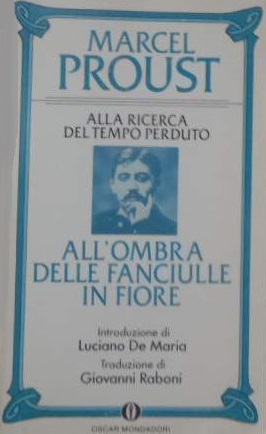 MARCEL
PROUST
ALLA RICERCA
DEL TEMPO PERDUTO
ALL'OMBRA
DELLE FANCIULLE
IN FIORE
Introduzione di
Luciano De Maria
Traduzione di
Giovanni Raboni
OSCAR MONDADORI